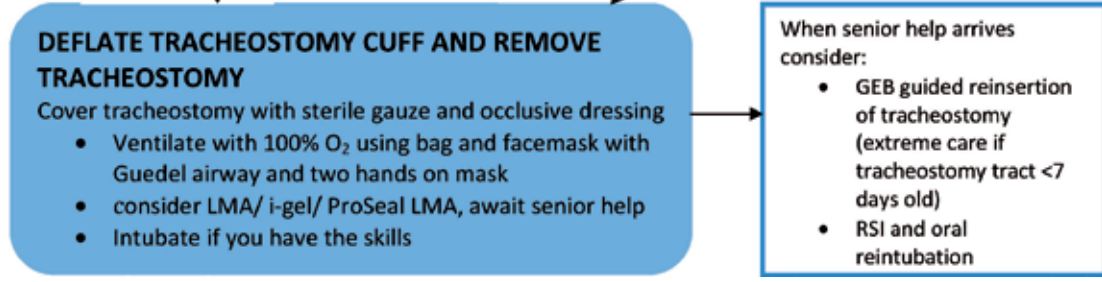 DEFLATE TRACHEOSTOMY CUFF AND REMOVE
TRACHEOSTOMY
Cover tracheostomy with sterile gauze and occlusive dressing
• Ventilate with 100% O₂ using bag and facemask with
Guedel airway and two hands on mask
• consider LMA/ i-gel/ ProSeal LMA, await senior help
• Intubate if you have the skills
When senior help arrives
consider:
• GEB guided reinsertion
of tracheostomy
(extreme care if
tracheostomy tract <7
days old)
• RSI and oral
reintubation